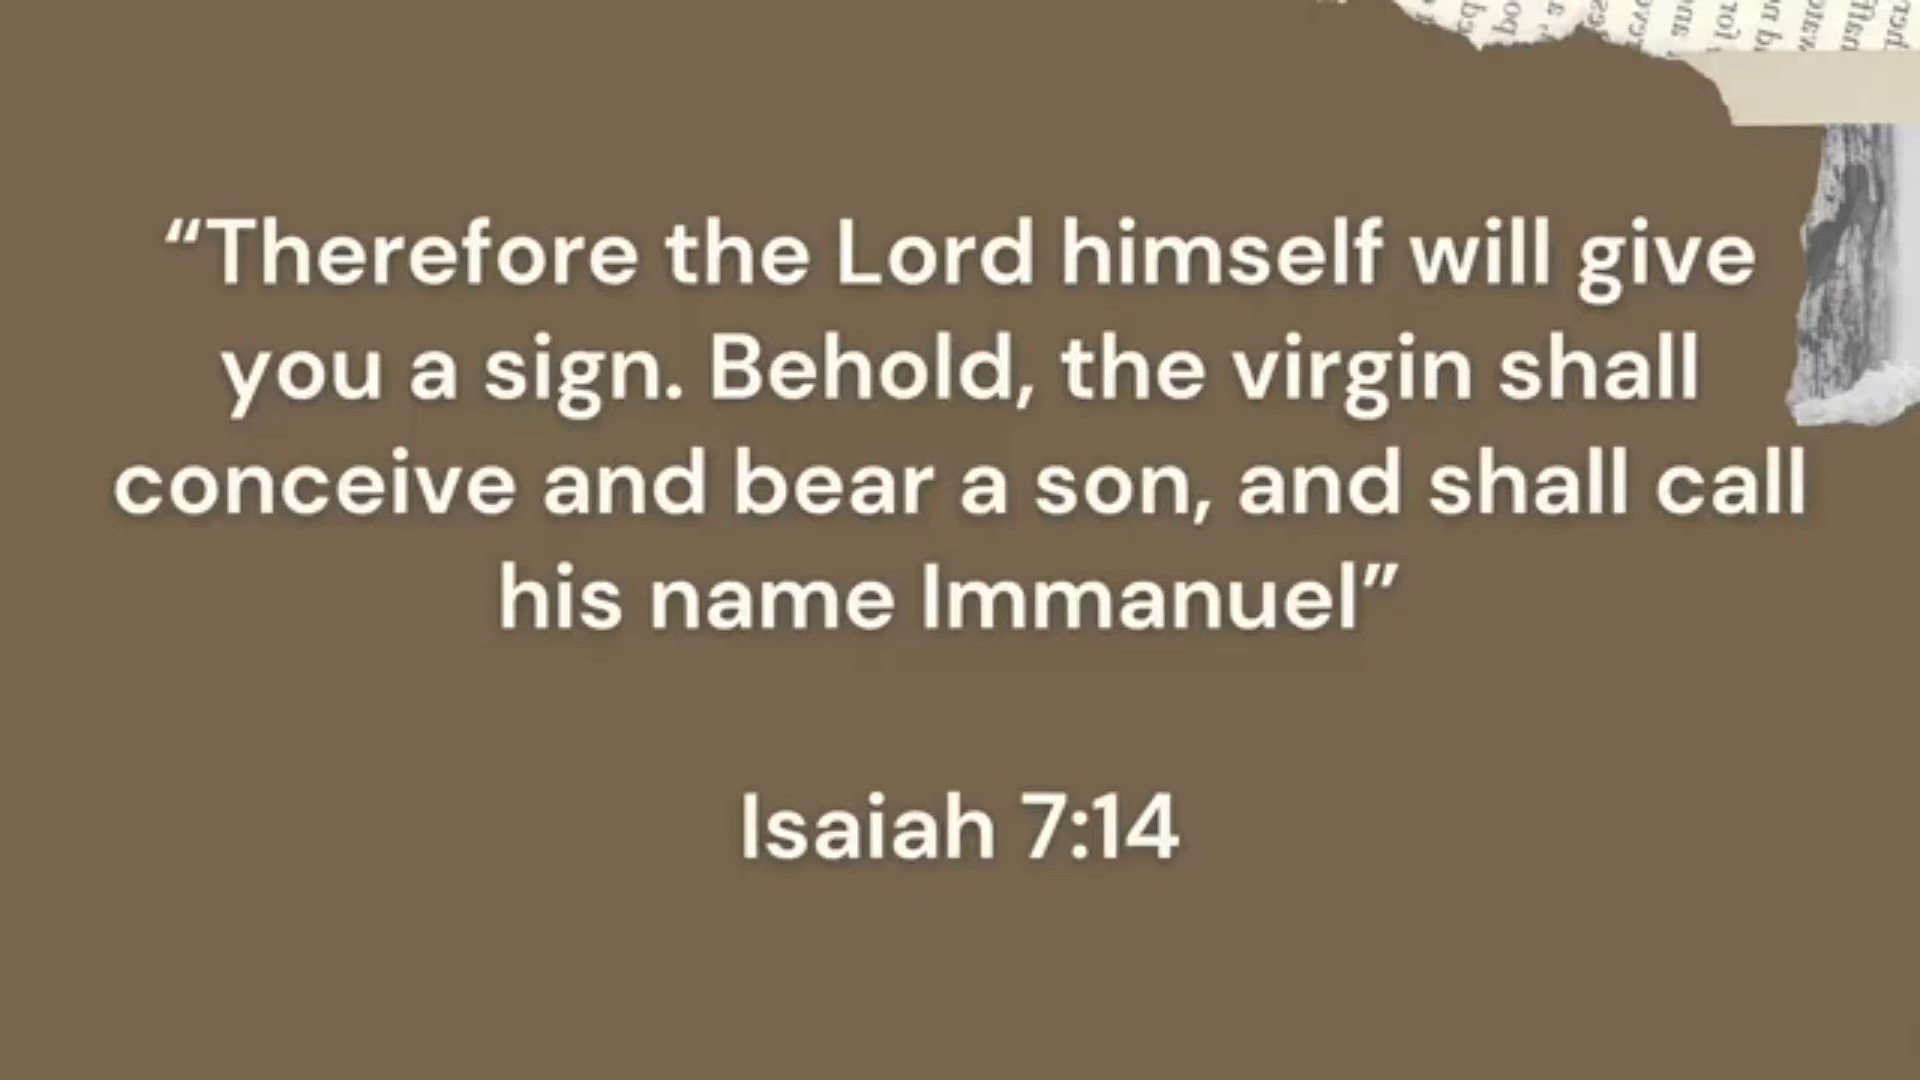 “Therefore the Lord himself will give
you a sign. Behold, the virgin shall
conceive and bear a son, and shall call
his name Immanuel”
Isaiah 7:14